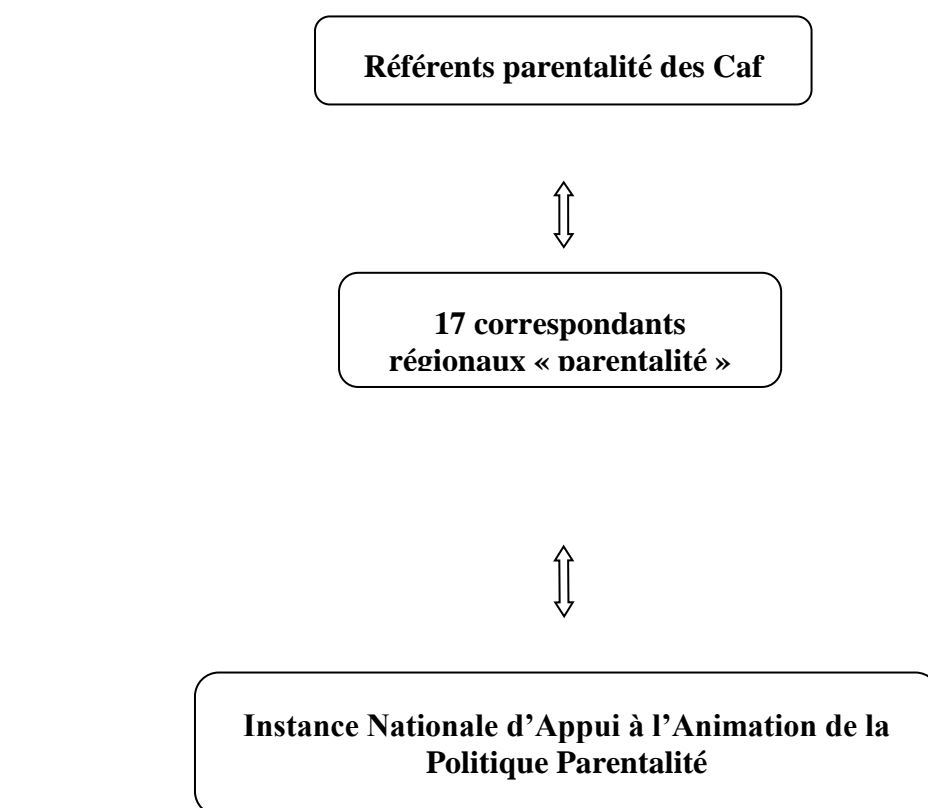 Référents parentalité des Caf
17 correspondants
régionaux « parentalité »
Instance Nationale d’Appui à l’Animation de la
Politique Parentalité